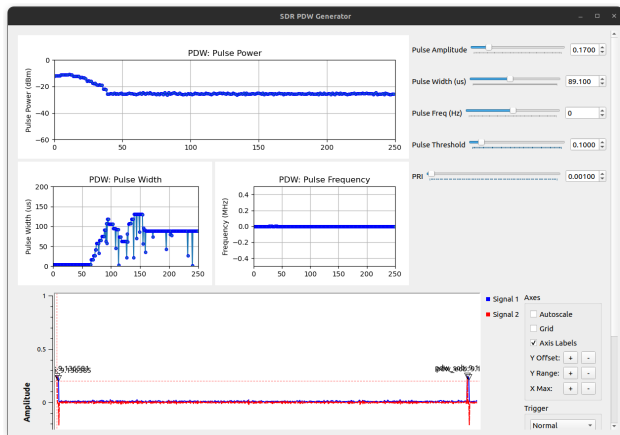 SDR PDW Generator
PDW: Pulse Power
Pulse Power (dBm)
0
−20
−40
−60
0 50 100 150 200 250
Pulse Amplitude 0.1700
Pulse Width (us) 89.100
Pulse Freq (Hz) 0
Pulse Threshold 0.1000
PRI 0.00100
PDW: Pulse Width
Pulse Width (us)
200
150
100
50
0
0 50 100 150 200 250
PDW: Pulse Frequency
Frequency (MHz)
0.4
0.2
0.0
−0.2
−0.4
0 50 100 150 200 250
Amplitude
1
0.5
0
Signal 1
Signal 2
Axes
Autoscale
Grid
Axis Labels
Y Offset: + -
Y Range: + -
X Max: + -
Trigger
Normal